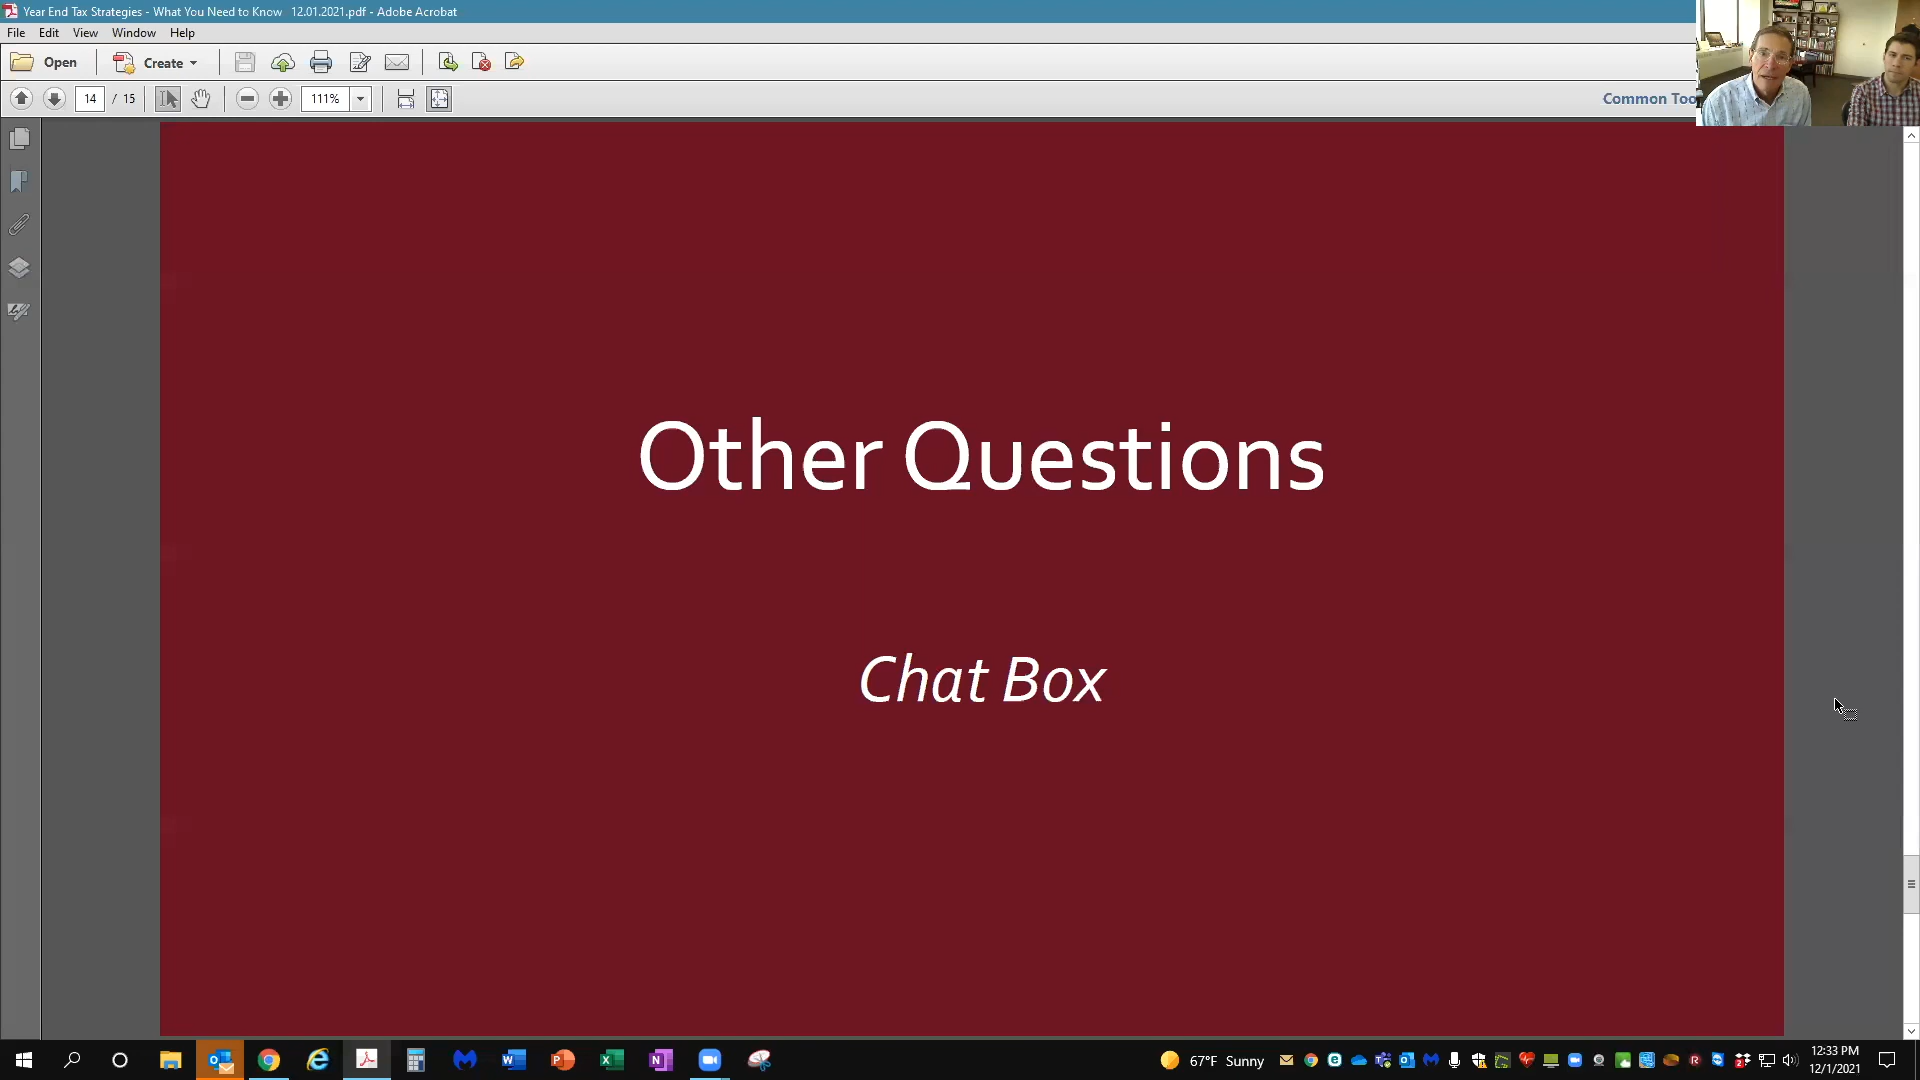 Year End Tax Strategies - What You Need to Know 12.01.2021.pdf - Adobe Acrobat
File Edit View Window Help
Open Create
14 / 15 111% Common Too
Other Questions
Chat Box
67°F Sunny
12:33 PM
12/1/2021